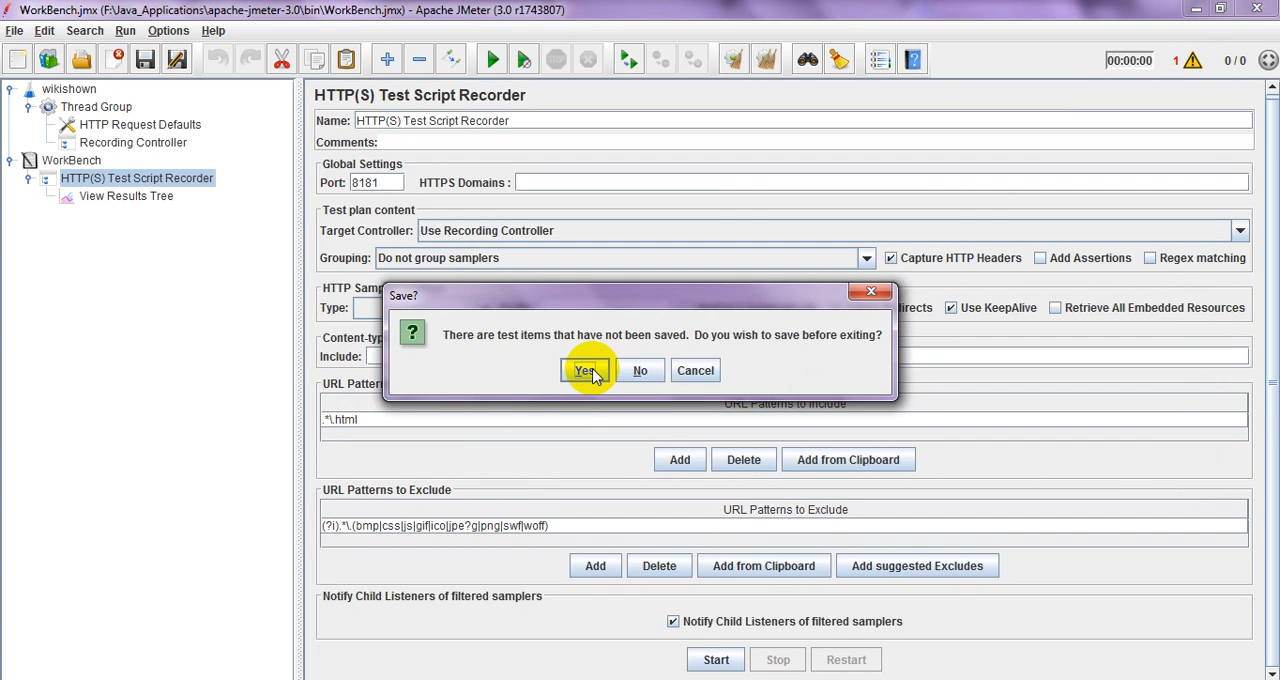 WorkBench.jmx (F:\Java_Applications\apache-jmeter-3.0\bin\WorkBench.jmx) - Apache JMeter (3.0 r1743807)
File Edit Search Run Options Help
00:00:00 1 0 / 0
wikishown
Thread Group
HTTP Request Defaults
Recording Controller
WorkBench
HTTP(S) Test Script Recorder
View Results Tree
HTTP(S) Test Script Recorder
Name: HTTP(S) Test Script Recorder
Comments:
Global Settings
Port: 8181 HTTPS Domains :
Test plan content
Target Controller: Use Recording Controller
Grouping: Do not group samplers Capture HTTP Headers Add Assertions Regex matching
HTTP Sam
Type: directs Use KeepAlive Retrieve All Embedded Resources
Save?
There are test items that have not been saved. Do you wish to save before exiting?
Yes No Cancel
Content-typ
Include:
URL Patter
URL Patterns to Include
.*\.html
Add Delete Add from Clipboard
URL Patterns to Exclude
URL Patterns to Exclude
(?i).*\.(bmp|css|js|gif|ico|jpe?g|png|swf|woff)
Add Delete Add from Clipboard Add suggested Excludes
Notify Child Listeners of filtered samplers
Notify Child Listeners of filtered samplers
Start Stop Restart